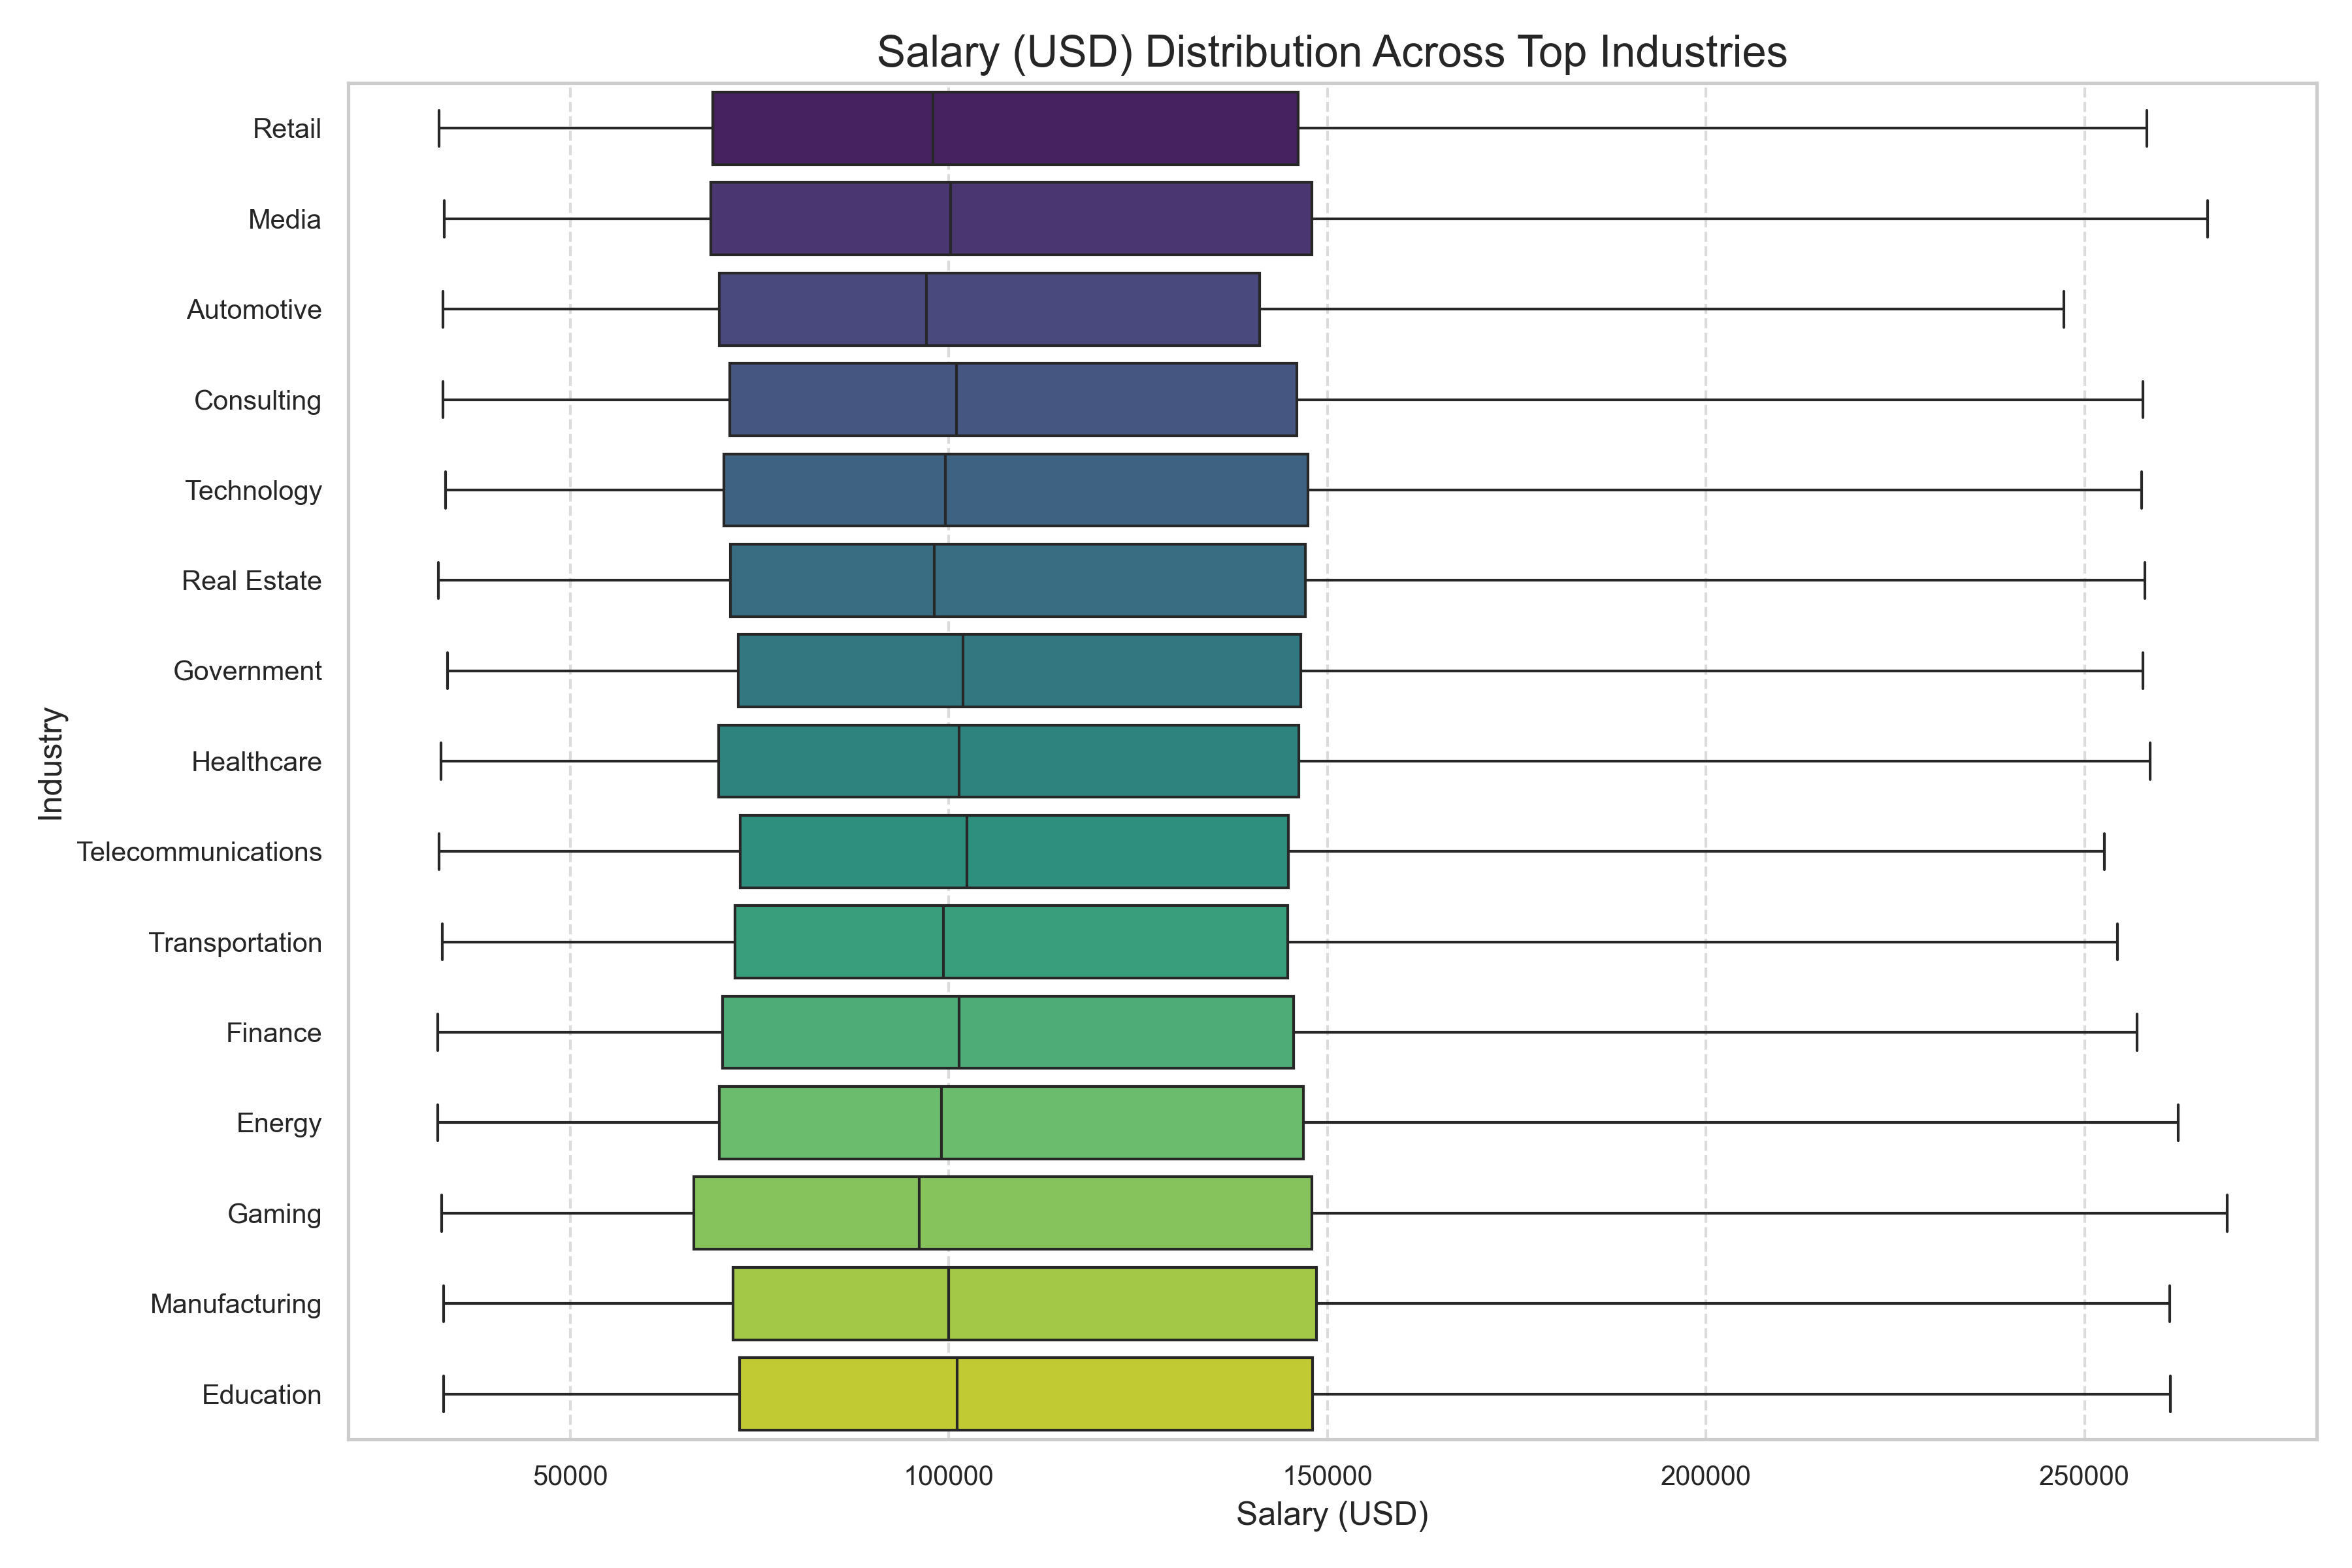 Salary (USD) Distribution Across Top Industries
Industry
Retail
Media
Automotive
Consulting
Technology
Real Estate
Government
Healthcare
Telecommunications
Transportation
Finance
Energy
Gaming
Manufacturing
Education
50000 100000 150000 200000 250000
Salary (USD)